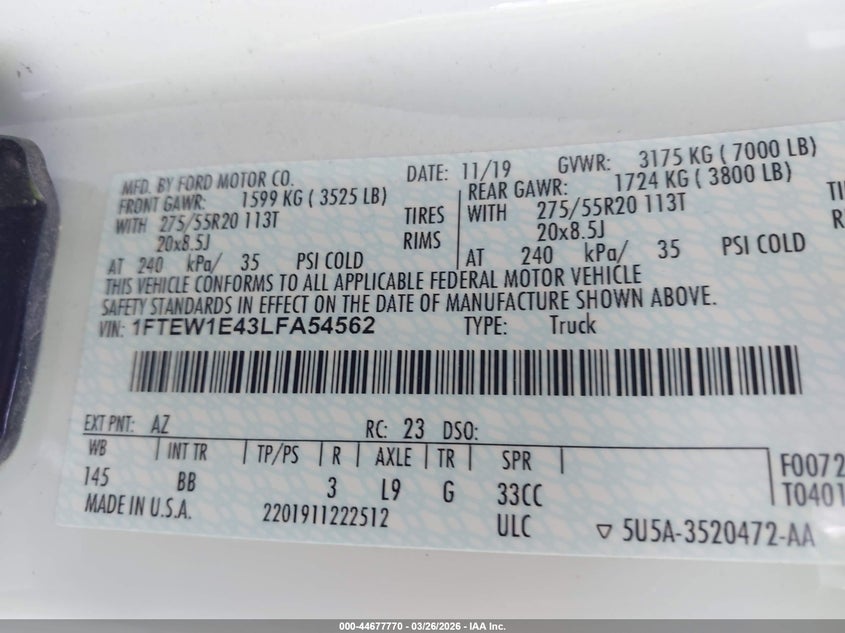 MFD. BY FORD MOTOR CO. DATE: 11/19 GVWR: 3175 KG ( 7000 LB)
FRONT GAWR: 1599 KG ( 3525 LB) REAR GAWR: 1724 KG ( 3800 LB)
WITH 275/55R20 113T TIRES WITH 275/55R20 113T TI
20x8.5J RIMS 20x8.5J R
AT 240 kPa/ 35 PSI COLD AT 240 kPa/ 35 PSI COLD
THIS VEHICLE CONFORMS TO ALL APPLICABLE FEDERAL MOTOR VEHICLE
SAFETY STANDARDS IN EFFECT ON THE DATE OF MANUFACTURE SHOWN ABOVE.
VIN: 1FTEW1E43LFA54562 TYPE: Truck
EXT PNT: AZ RC: 23 DSO:
WB INT TR TP/PS R AXLE TR SPR F0072
145 BB 3 L9 G 33CC T0401
MADE IN U.S.A. 2201911222512 ULC ▽ 5U5A-3520472-AA
000-44677770 | 03/26/2026 - IAA Inc.